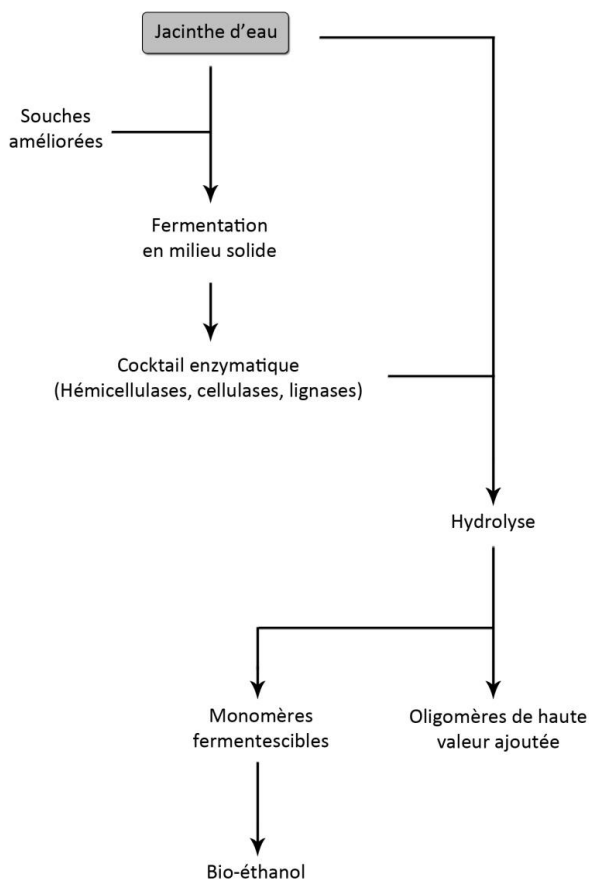 Jacinthe d'eau
Souches
améliorées
Fermentation
en milieu solide
Cocktail enzymatique
(Hémicellulases, cellulases, lignases)
Hydrolyse
Monomères
fermentescibles
Oligomères de haute
valeur ajoutée
Bio-éthanol